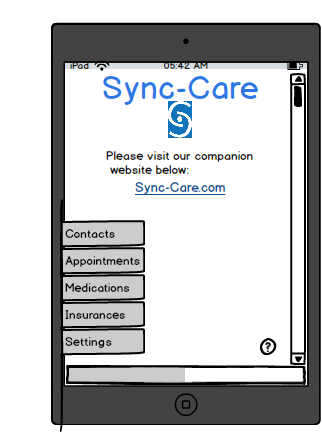 iPad 05:42 AM
Sync-Care
Please visit our companion
website below:
Sync-Care.com
Contacts
Appointments
Medications
Insurances
Settings
?